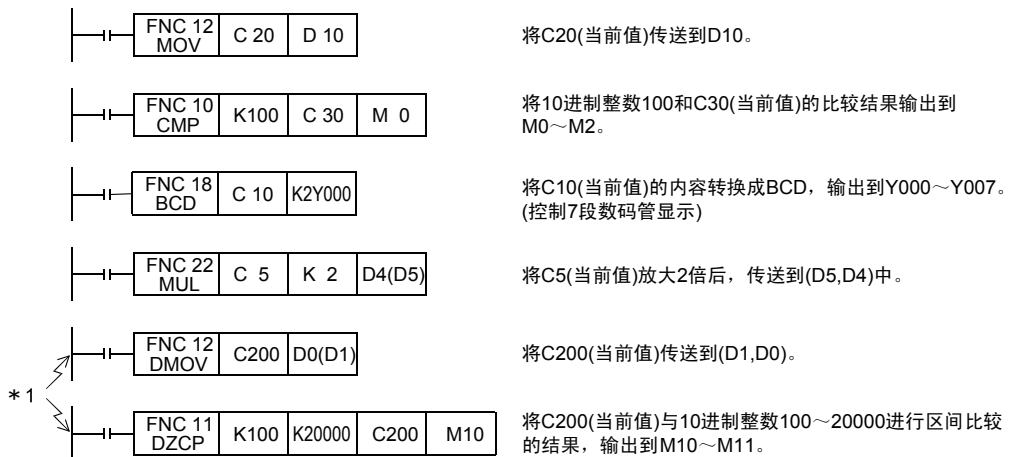 FNC 12 MOV C 20 D 10
将C20(当前值)传送到D10。
FNC 10 CMP K100 C 30 M 0
将10进制整数100和C30(当前值)的比较结果输出到
M0～M2。
FNC 18 BCD C 10 K2Y000
将C10(当前值)的内容转换成BCD，输出到Y000～Y007。
(控制7段数码管显示)
FNC 22 MUL C 5 K 2 D4(D5)
将C5(当前值)放大2倍后，传送到(D5,D4)中。
FNC 12 DMOV C200 D0(D1)
将C200(当前值)传送到(D1,D0)。
＊1
FNC 11 DZCP K100 K20000 C200 M10
将C200(当前值)与10进制整数100～20000进行区间比较
的结果，输出到M10～M11。